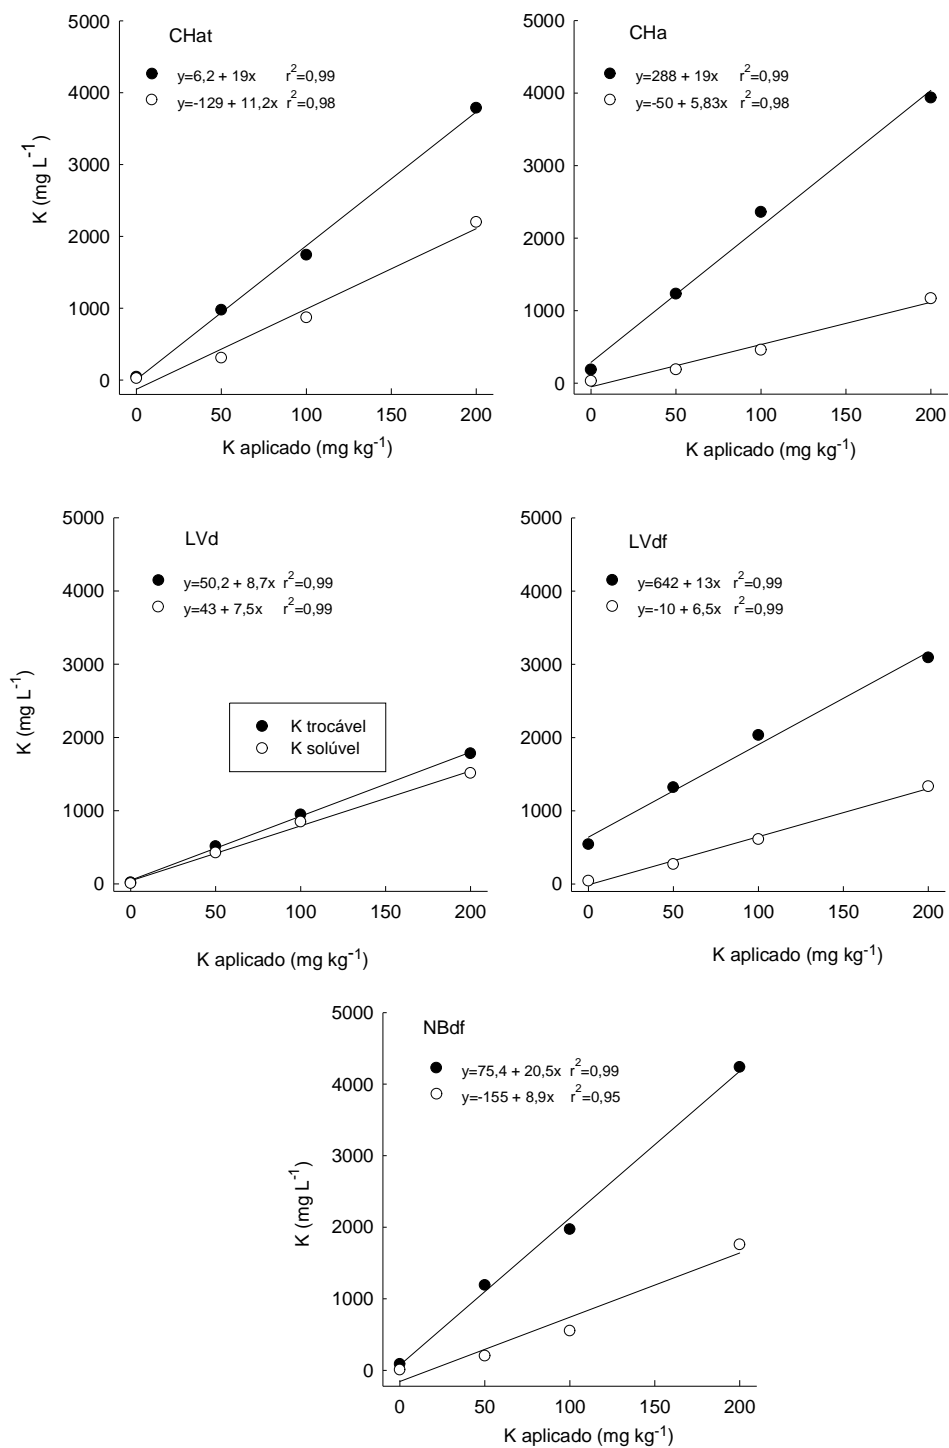 CHat
y=6,2 + 19x r²=0,99
y=-129 + 11,2x r²=0,98
K (mg L⁻¹)
5000
4000
3000
2000
1000
0
0 50 100 150 200
K aplicado (mg kg⁻¹)
CHa
y=288 + 19x r²=0,99
y=-50 + 5,83x r²=0,98
5000
4000
3000
2000
1000
0
0 50 100 150 200
K aplicado (mg kg⁻¹)
LVd
y=50,2 + 8,7x r²=0,99
y=43 + 7,5x r²=0,99
K trocável
K solúvel
K (mg L⁻¹)
5000
4000
3000
2000
1000
0
0 50 100 150 200
K aplicado (mg kg⁻¹)
LVdf
y=642 + 13x r²=0,99
y=-10 + 6,5x r²=0,99
5000
4000
3000
2000
1000
0
0 50 100 150 200
K aplicado (mg kg⁻¹)
NBdf
y=75,4 + 20,5x r²=0,99
y=-155 + 8,9x r²=0,95
K (mg L⁻¹)
5000
4000
3000
2000
1000
0
0 50 100 150 200
K aplicado (mg kg⁻¹)